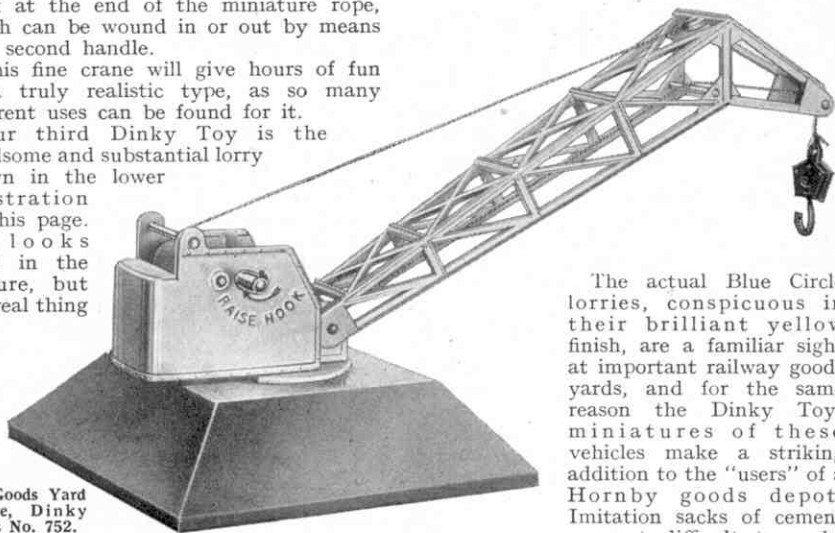 at the end of the miniature rope,
can be wound in or out by means
second handle.
his fine crane will give hours of fun
truly realistic type, as so many
rent uses can be found for it.
ur third Dinky Toy is the
dsome and substantial lorry
n in the lower
stration
his page.
looks
in the
ure, but
real thing
RAISE HOOK
Goods Yard
e, Dinky
No. 752.
The actual Blue Circl
lorries, conspicuous in
their brilliant yellow
finish, are a familiar sigh
at important railway good
yards, and for the sam
reason the Dinky Toy
miniatures of these
vehicles make a striking
addition to the "users" of a
Hornby goods depot.
Imitation sacks of cemen